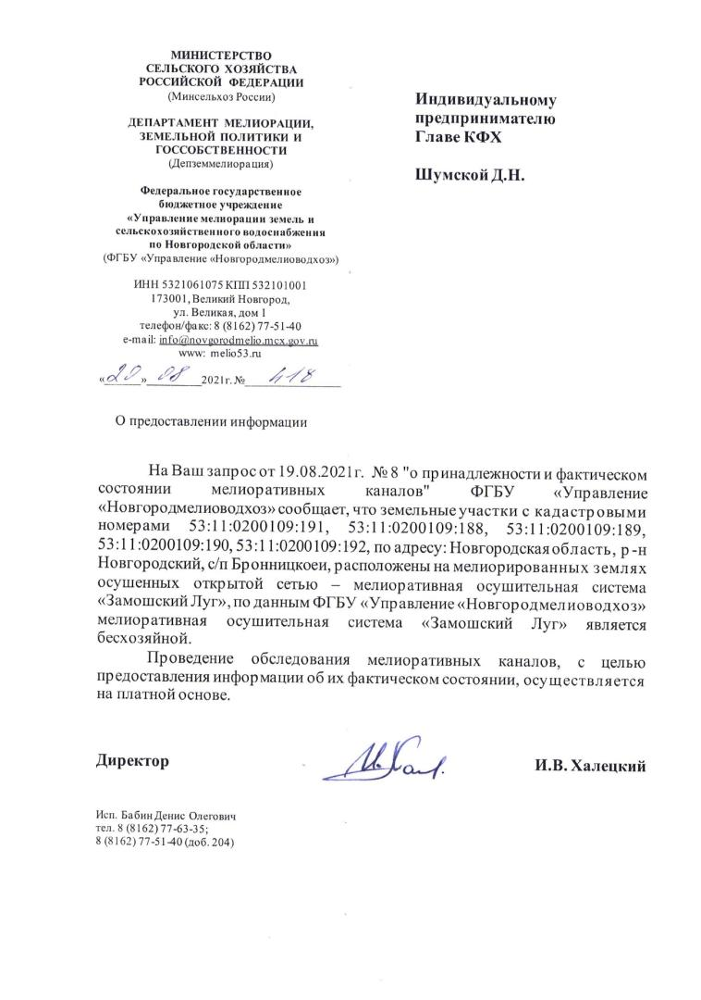 МИНИСТЕРСТВО
СЕЛЬСКОГО ХОЗЯЙСТВА
РОССИЙСКОЙ ФЕДЕРАЦИИ
(Минсельхоз России)
ДЕПАРТАМЕНТ МЕЛИОРАЦИИ,
ЗЕМЕЛЬНОЙ ПОЛИТИКИ И
ГОССОБСТВЕННОСТИ
(Депземмелиорация)
Федеральное государственное
бюджетное учреждение
«Управление мелиорации земель и
сельскохозяйственного водоснабжения
по Новгородской области»
(ФГБУ «Управление «Новгородмелиоводхоз»)
ИНН 5321061075 КПП 532101001
173001, Великий Новгород,
ул. Великая, дом 1
телефон/факс: 8 (8162) 77-51-40
e-mail: info@novgorodmelio.mcx.gov.ru
www: melio53.ru
«20» 08 2021г. № 418
Индивидуальному
предпринимателю
Главе КФХ
Шумской Д.Н.
О предоставлении информации
На Ваш запрос от 19.08.2021г. № 8 "о принадлежности и фактическом
состоянии мелиоративных каналов" ФГБУ «Управление
«Новгородмелиоводхоз» сообщает, что земельные участки с кадастровыми
номерами 53:11:0200109:191, 53:11:0200109:188, 53:11:0200109:189,
53:11:0200109:190, 53:11:0200109:192, по адресу: Новгородская область, р-н
Новгородский, с/п Бронницкоеи, расположены на мелиорированных землях
осушенных открытой сетью – мелиоративная осушительная система
«Замошский Луг», по данным ФГБУ «Управление «Новгородмелиоводхоз»
мелиоративная осушительная система «Замошский Луг» является
бесхозяйной.
Проведение обследования мелиоративных каналов, с целью
предоставления информации об их фактическом состоянии, осуществляется
на платной основе.
Директор И.В. Халецкий
Исп. Бабин Денис Олегович
тел. 8 (8162) 77-63-35;
8 (8162) 77-51-40 (доб. 204)